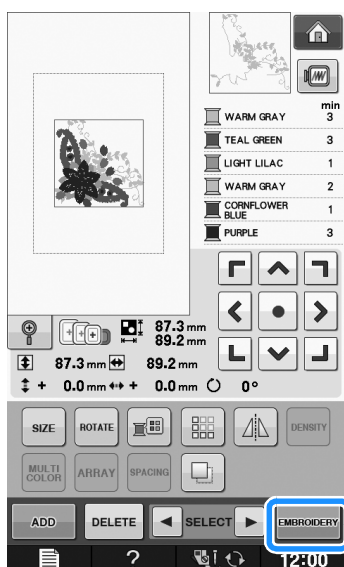 min
WARM GRAY 3
TEAL GREEN 3
LIGHT LILAC 1
WARM GRAY 2
CORNFLOWER
BLUE 1
PURPLE 3
87.3 mm
89.2 mm
87.3 mm 89.2 mm
+ 0.0 mm + 0.0 mm 0°
SIZE ROTATE DENSITY
MULTI
COLOR ARRAY SPACING
ADD DELETE SELECT EMBROIDERY
? 12:00